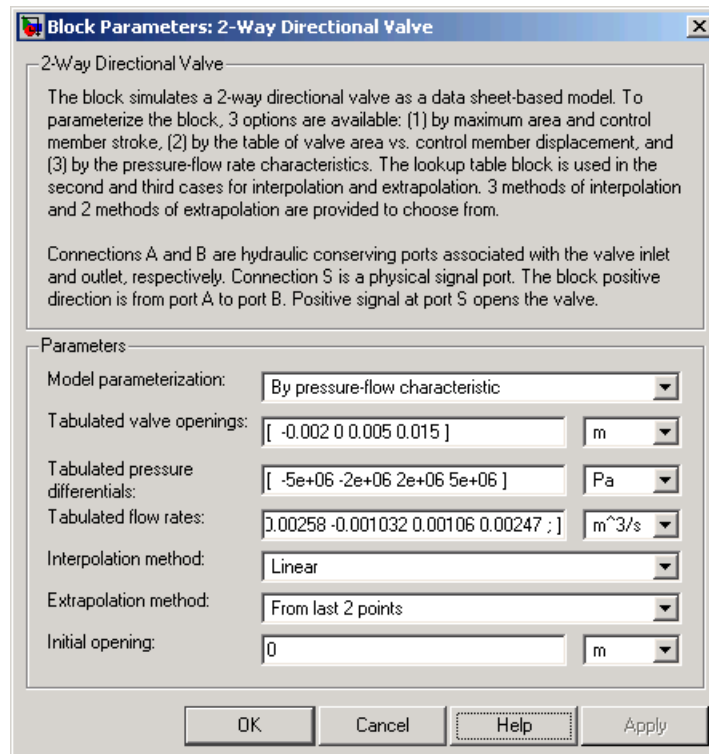 Block Parameters: 2-Way Directional Valve
2-Way Directional Valve
The block simulates a 2-way directional valve as a data sheet-based model. To
parameterize the block, 3 options are available: (1) by maximum area and control
member stroke, (2) by the table of valve area vs. control member displacement, and
(3) by the pressure-flow rate characteristics. The lookup table block is used in the
second and third cases for interpolation and extrapolation. 3 methods of interpolation
and 2 methods of extrapolation are provided to choose from.
Connections A and B are hydraulic conserving ports associated with the valve inlet
and outlet, respectively. Connection S is a physical signal port. The block positive
direction is from port A to port B. Positive signal at port S opens the valve.
Parameters
Model parameterization: By pressure-flow characteristic
Tabulated valve openings: [ -0.002 0 0.005 0.015 ] m
Tabulated pressure
differentials: [ -5e+06 -2e+06 2e+06 5e+06 ] Pa
Tabulated flow rates: 0.00258 -0.001032 0.00106 0.00247 ; ] m^3/s
Interpolation method: Linear
Extrapolation method: From last 2 points
Initial opening: 0 m
OK Cancel Help Apply